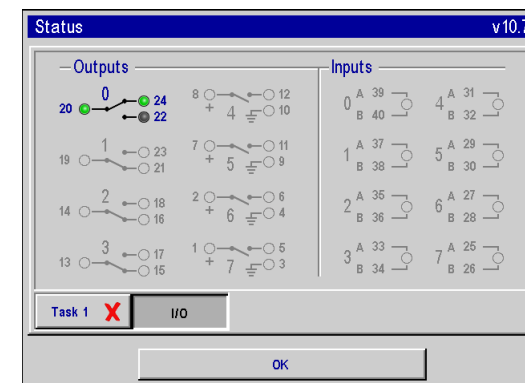 Status v10.7
Outputs Inputs
0
20 24
22
8 12
+ 4 10
1
19 23
21
7 11
+ 5 9
2
14 18
16
2 6
+ 6 4
3
13 17
15
1 5
+ 7 3
0 A 39
B 40
4 A 31
B 32
1 A 37
B 38
5 A 29
B 30
2 A 35
B 36
6 A 27
B 28
3 A 33
B 34
7 A 25
B 26
Task 1 I/O
OK